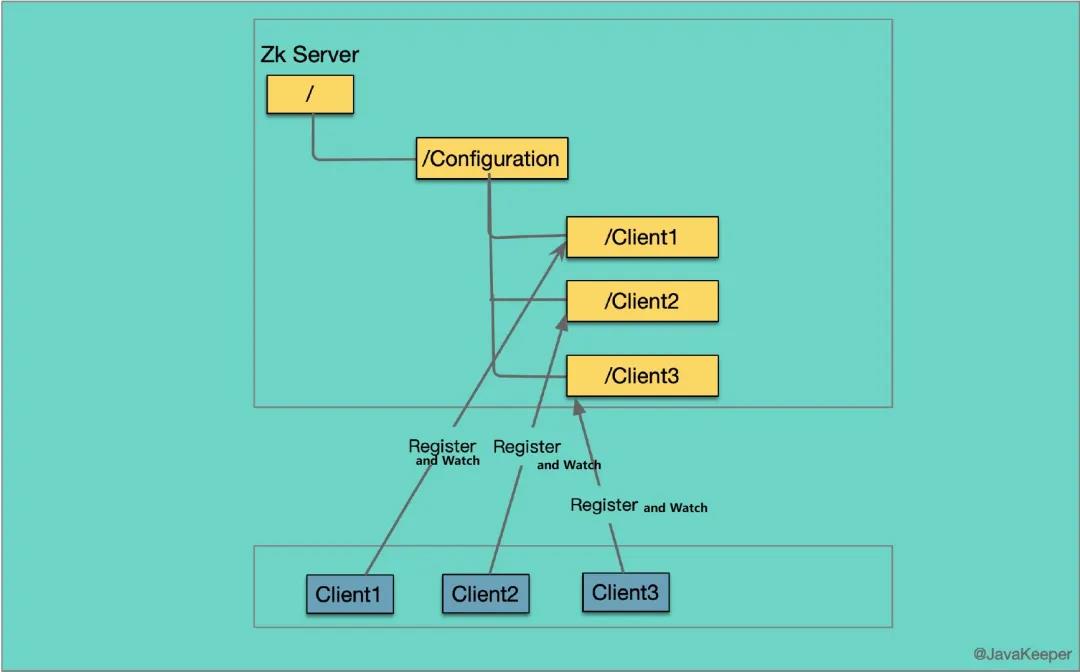 Zk Server
/
/Configuration
/Client1
/Client2
/Client3
Register
and Watch
Register
and Watch
Register and Watch
Client1
Client2
Client3
@JavaKeeper